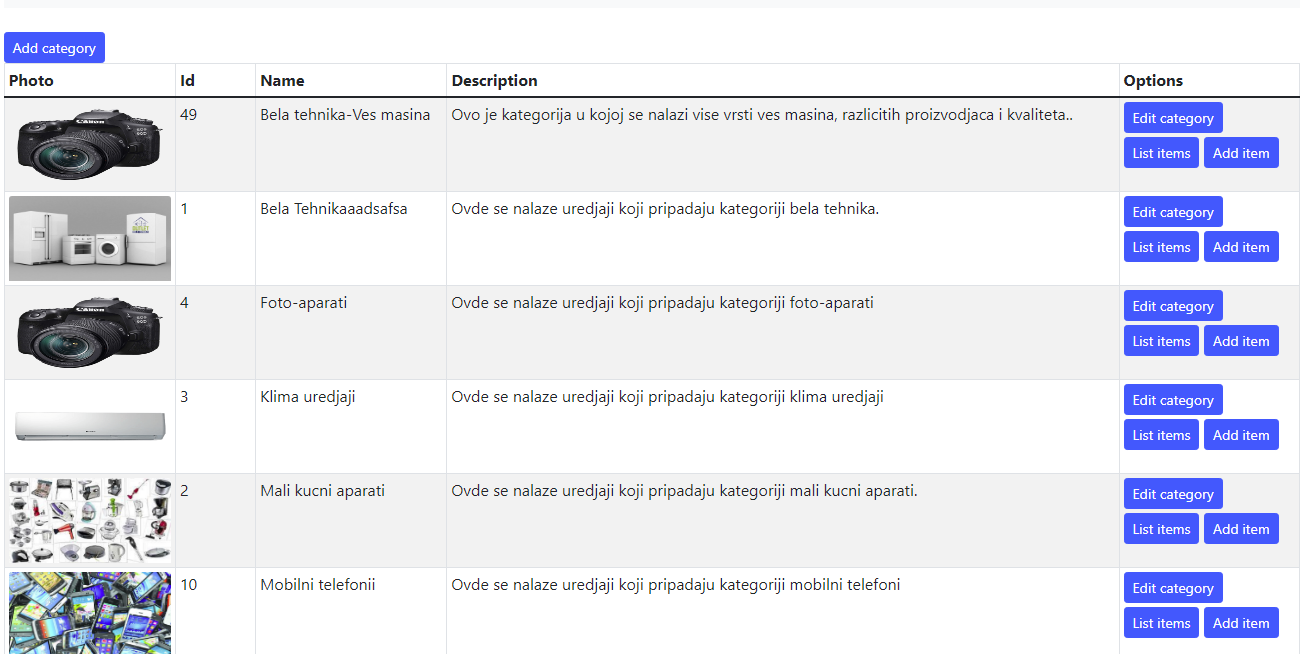 Add category
Photo Id Name Description Options
Canon 49 Bela tehnika-Ves masina Ovo je kategorija u kojoj se nalazi vise vrsti ves masina, razlicitih proizvodjaca i kvaliteta.. Edit category
List items Add item
1 Bela Tehnikaaadsafsa Ovde se nalaze uredjaji koji pripadaju kategoriji bela tehnika. Edit category
List items Add item
Canon 4 Foto-aparati Ovde se nalaze uredjaji koji pripadaju kategoriji foto-aparati Edit category
List items Add item
3 Klima uredjaji Ovde se nalaze uredjaji koji pripadaju kategoriji klima uredjaji Edit category
List items Add item
2 Mali kucni aparati Ovde se nalaze uredjaji koji pripadaju kategoriji mali kucni aparati. Edit category
List items Add item
10 Mobilni telefonii Ovde se nalaze uredjaji koji pripadaju kategoriji mobilni telefoni Edit category
List items Add item